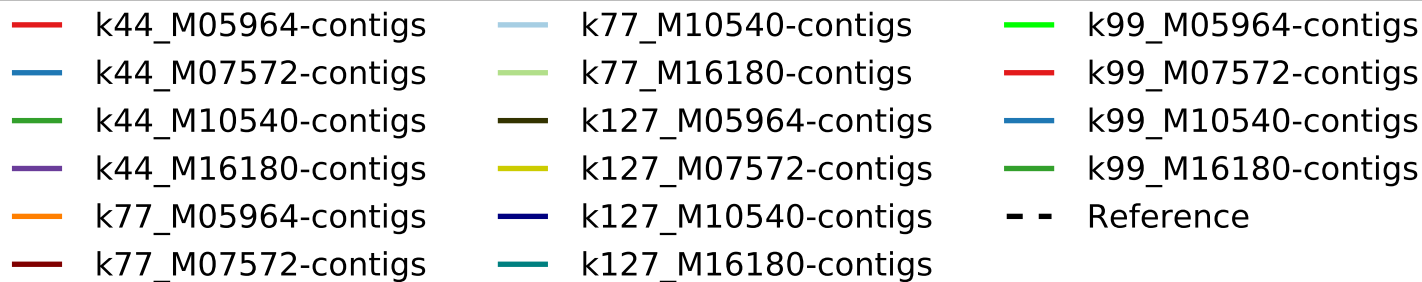 k44_M05964-contigs
k44_M07572-contigs
k44_M10540-contigs
k44_M16180-contigs
k77_M05964-contigs
k77_M07572-contigs
k77_M10540-contigs
k77_M16180-contigs
k127_M05964-contigs
k127_M07572-contigs
k127_M10540-contigs
k127_M16180-contigs
k99_M05964-contigs
k99_M07572-contigs
k99_M10540-contigs
k99_M16180-contigs
Reference